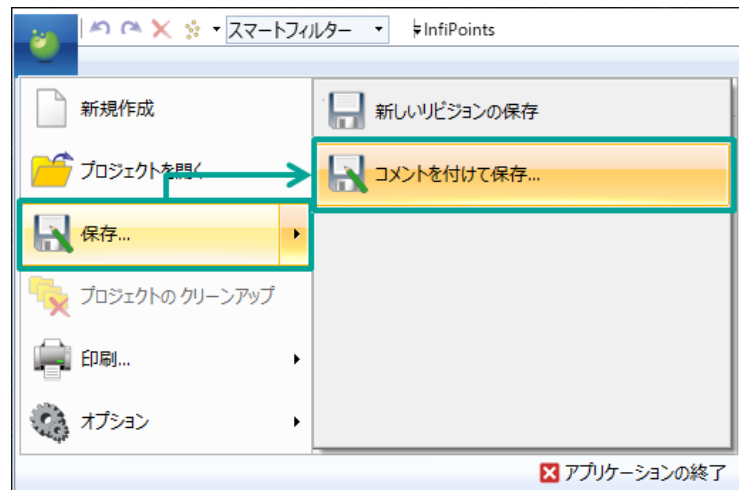 スマートフィルター
InfiPoints
新規作成
プロジェクトを開く
保存...
プロジェクトの クリーンアップ
印刷...
オプション
新しいリビジョンの保存
コメントを付けて保存...
アプリケーションの終了